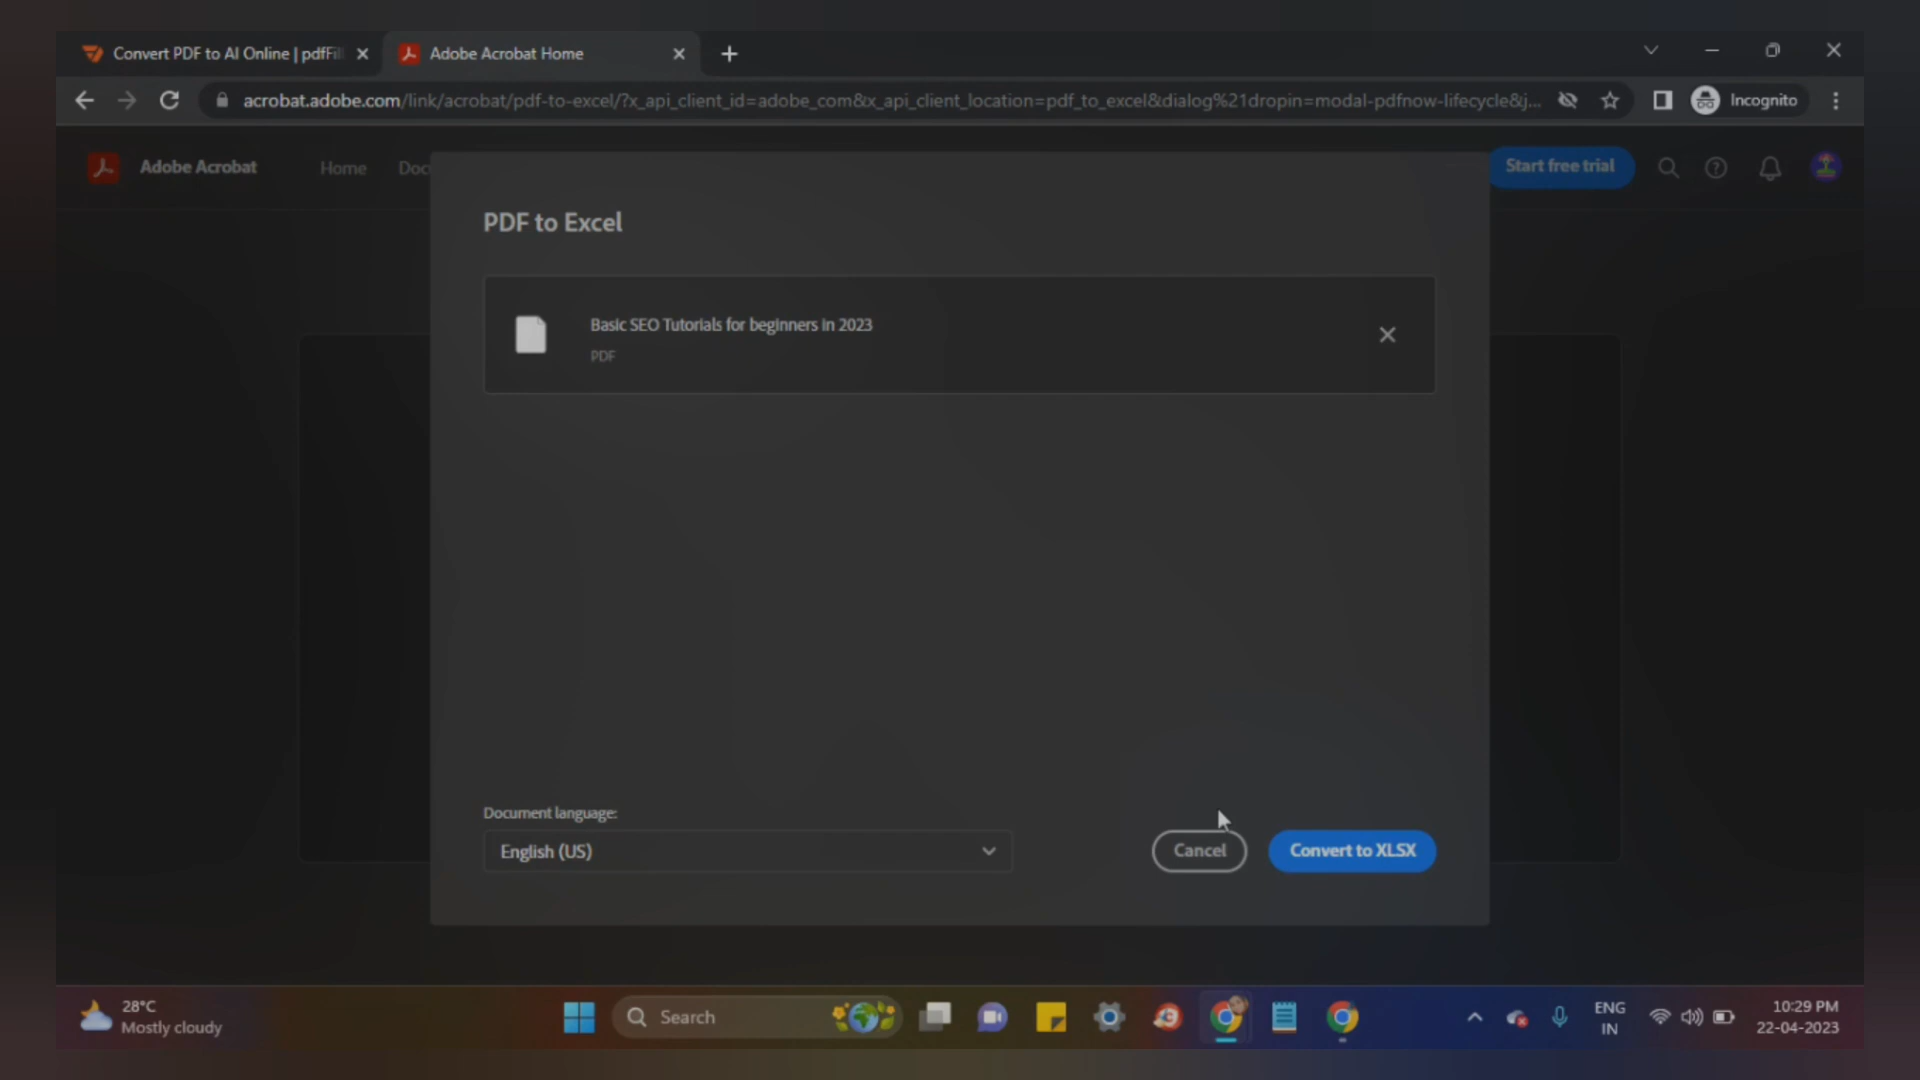 Convert PDF to AI Online | pdfFil
Adobe Acrobat Home
acrobat.adobe.com/link/acrobat/pdf-to-excel/?x_api_client_id=adobe_com&x_api_client_location=pdf_to_excel&dialog%21dropin=modal-pdfnow-lifecycle&j...
Incognito
Adobe Acrobat
Home
Doc
Start free trial
PDF to Excel
Basic SEO Tutorials for beginners in 2023
PDF
Document language:
English (US)
Cancel
Convert to XLSX
28°C
Mostly cloudy
Search
ENG
IN
10:29 PM
22-04-2023